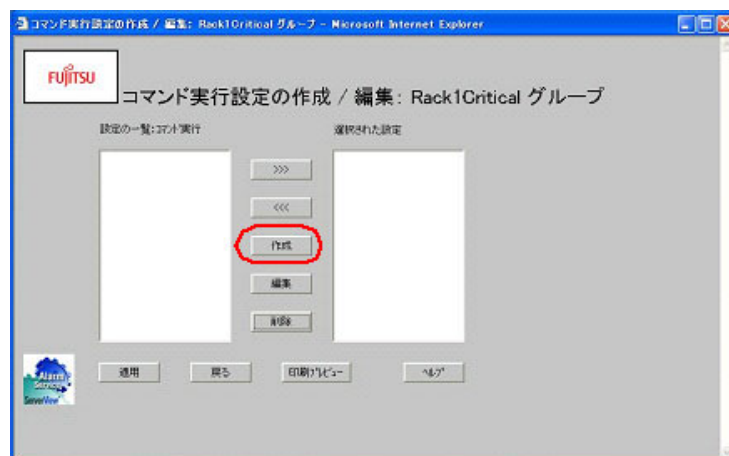 コマンド実行設定の作成 / 編集: Rack1Critical グループ - Microsoft Internet Explorer
FUJITSU
コマンド実行設定の作成 / 編集: Rack1Critical グループ
設定の一覧:コマンド実行
選択された設定
>>>
<<<
作成
編集
削除
適用
戻る
印刷プレビュー
ヘルプ
Alarm
Service
ServerView